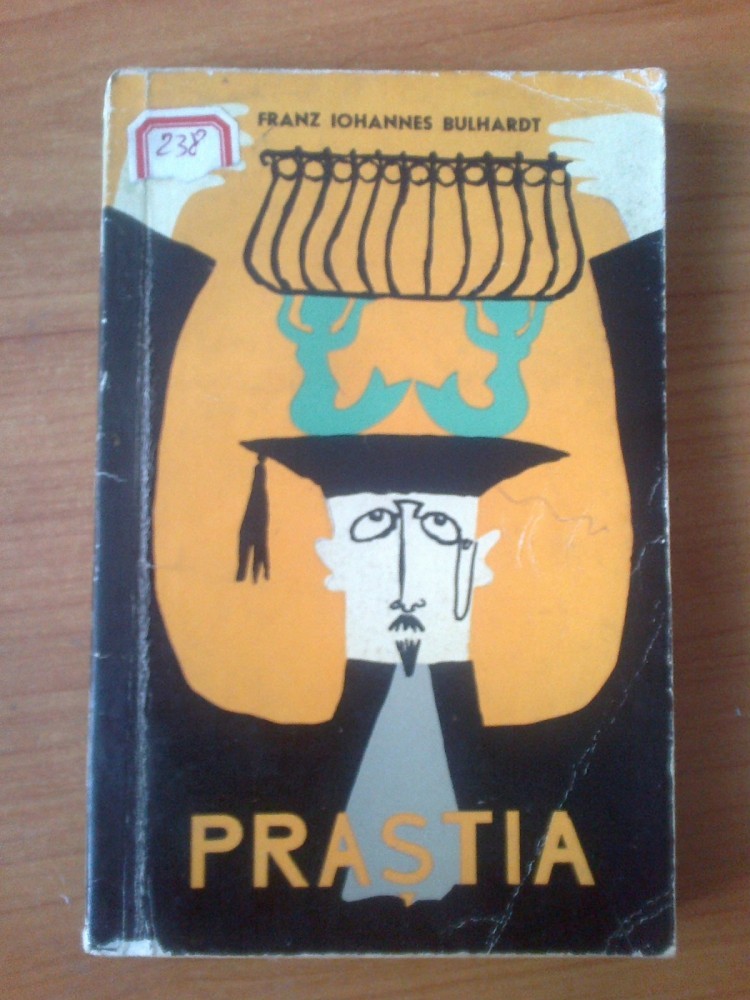 238
FRANZ IOHANNES BULHARDT
PRAȘTIA